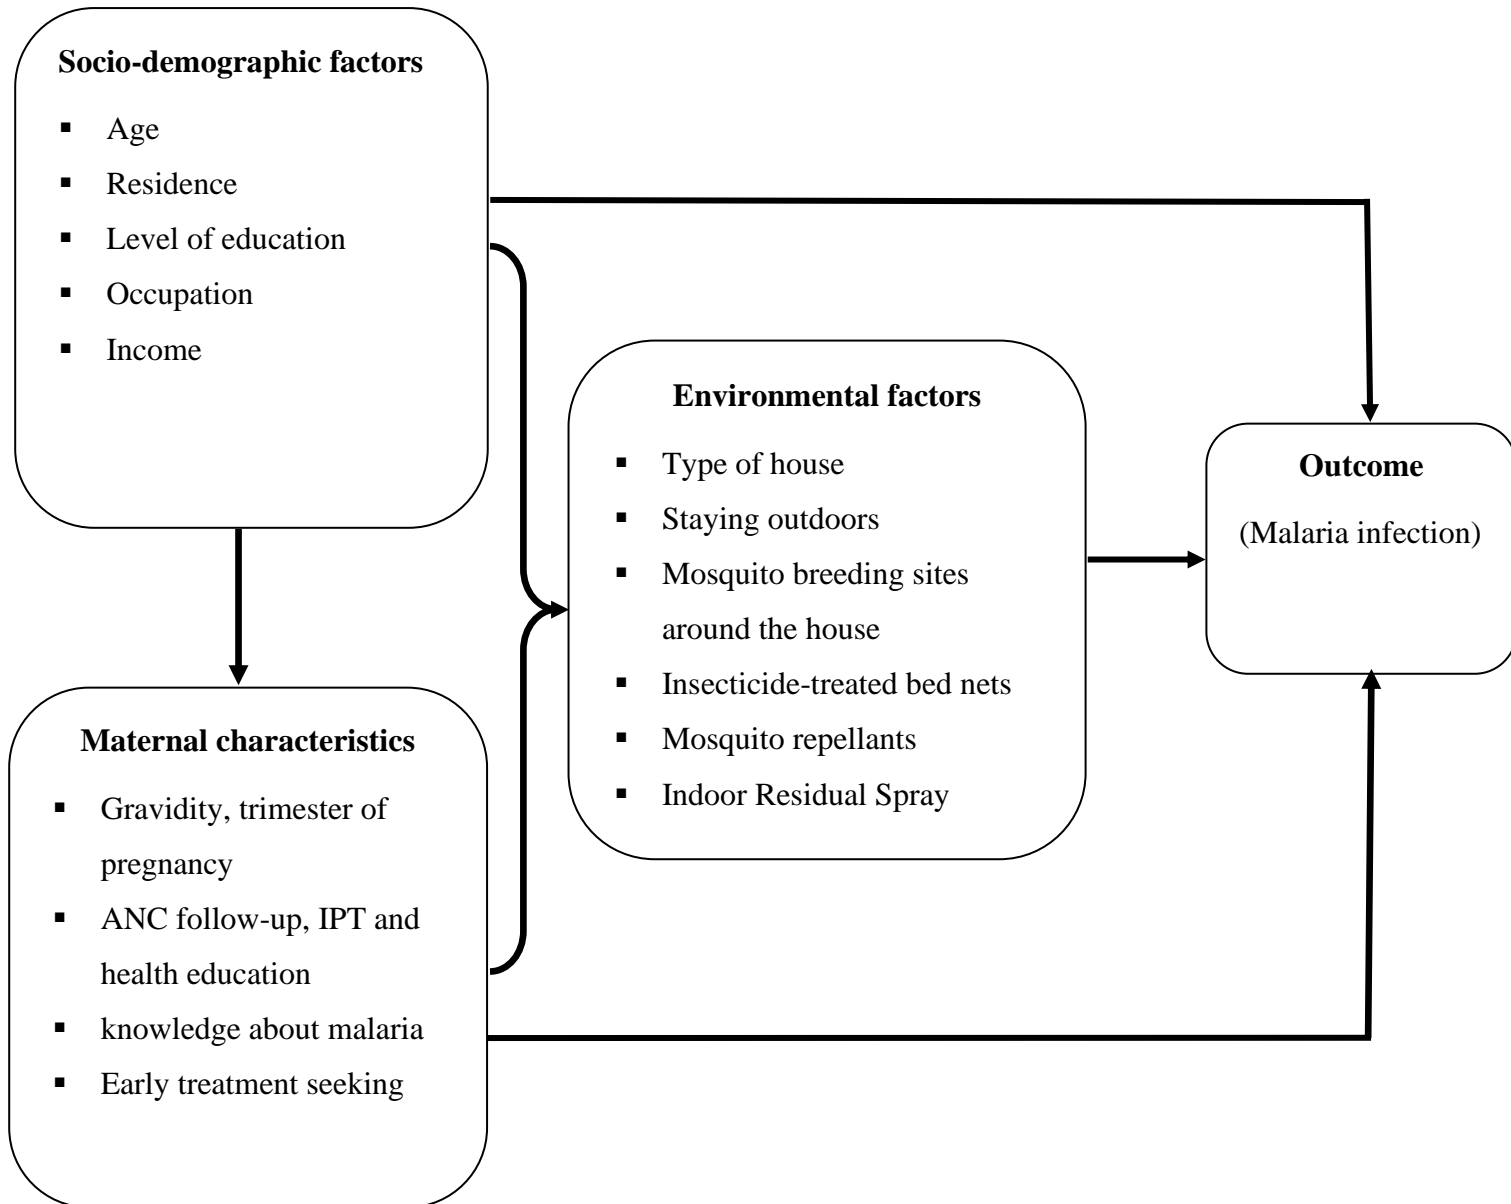 Socio-demographic factors
▪ Age
▪ Residence
▪ Level of education
▪ Occupation
▪ Income
Maternal characteristics
▪ Gravidity, trimester of
pregnancy
▪ ANC follow-up, IPT and
health education
▪ knowledge about malaria
▪ Early treatment seeking
Environmental factors
▪ Type of house
▪ Staying outdoors
▪ Mosquito breeding sites
around the house
▪ Insecticide-treated bed nets
▪ Mosquito repellants
▪ Indoor Residual Spray
Outcome
(Malaria infection)